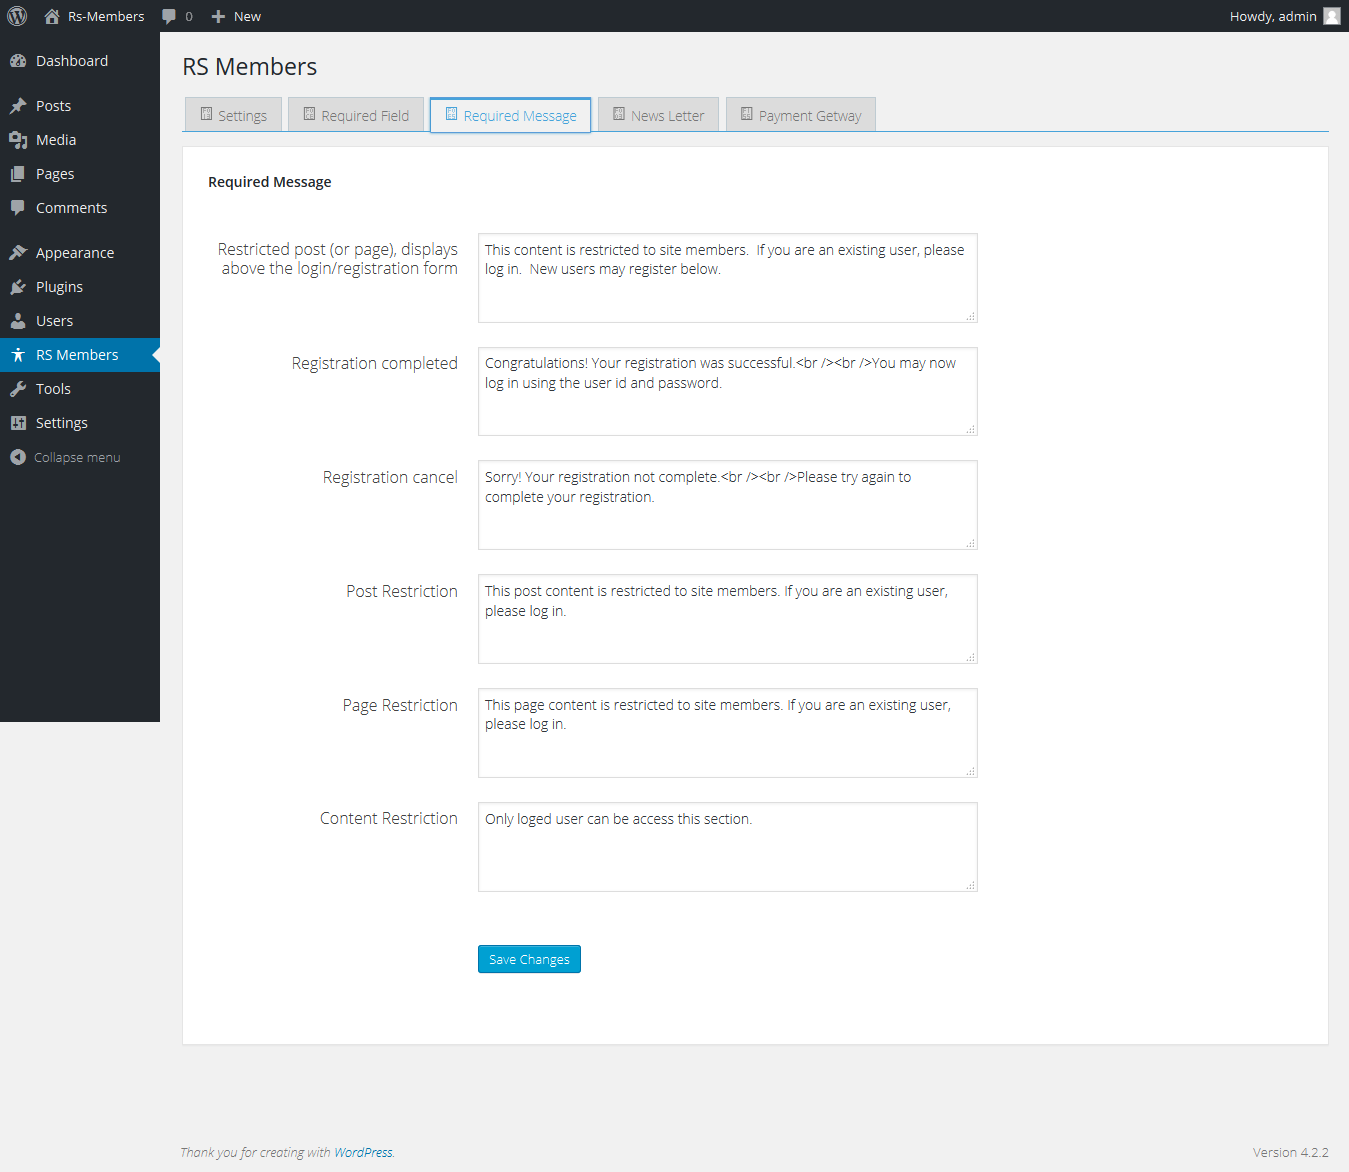 Rs-Members 0 New Howdy, admin
Dashboard
Posts
Media
Pages
Comments
Appearance
Plugins
Users
RS Members
Tools
Settings
Collapse menu
RS Members
Settings Required Field Required Message News Letter Payment Getway
Required Message
Restricted post (or page), displays
above the login/registration form
This content is restricted to site members.  If you are an existing user, please
log in.  New users may register below.
Registration completed
Congratulations! Your registration was successful.<br /><br />You may now
log in using the user id and password.
Registration cancel
Sorry! Your registration not complete.<br /><br />Please try again to
complete your registration.
Post Restriction
This post content is restricted to site members. If you are an existing user,
please log in.
Page Restriction
This page content is restricted to site members. If you are an existing user,
please log in.
Content Restriction
Only loged user can be access this section.
Save Changes
Thank you for creating with WordPress.
Version 4.2.2